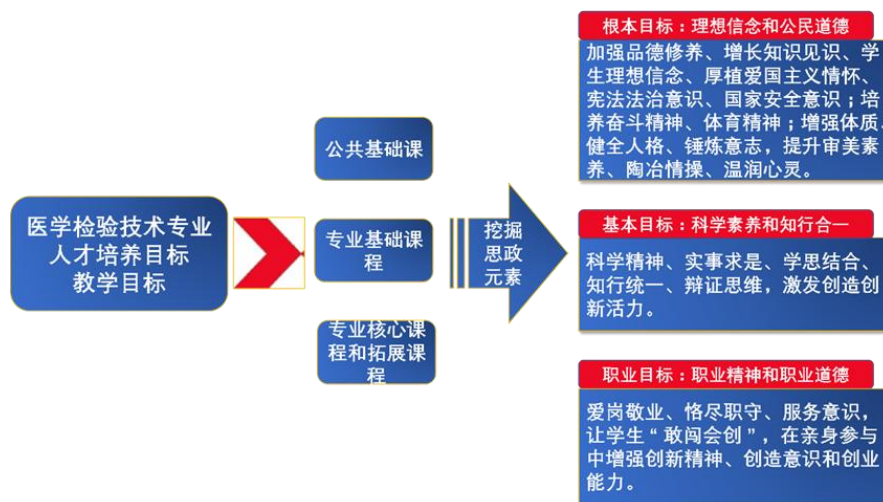 医学检验技术专业
人才培养目标
教学目标
公共基础课
专业基础课
程
专业核心课
程和拓展课
程
挖掘
思政
元素
根本目标：理想信念和公民道德
加强品德修养、增长知识见识、学
生理想信念、厚植爱国主义情怀、
宪法法治意识、国家安全意识；培
养奋斗精神、体育精神；增强体质、
健全人格、锤炼意志，提升审美素
养、陶冶情操、温润心灵。
基本目标：科学素养和知行合一
科学精神、实事求是、学思结合、
知行统一、辩证思维，激发创造创
新活力。
职业目标：职业精神和职业道德
爱岗敬业、恪尽职守、服务意识，
让学生“敢闯会创”，在亲身参与
中增强创新精神、创造意识和创业
能力。